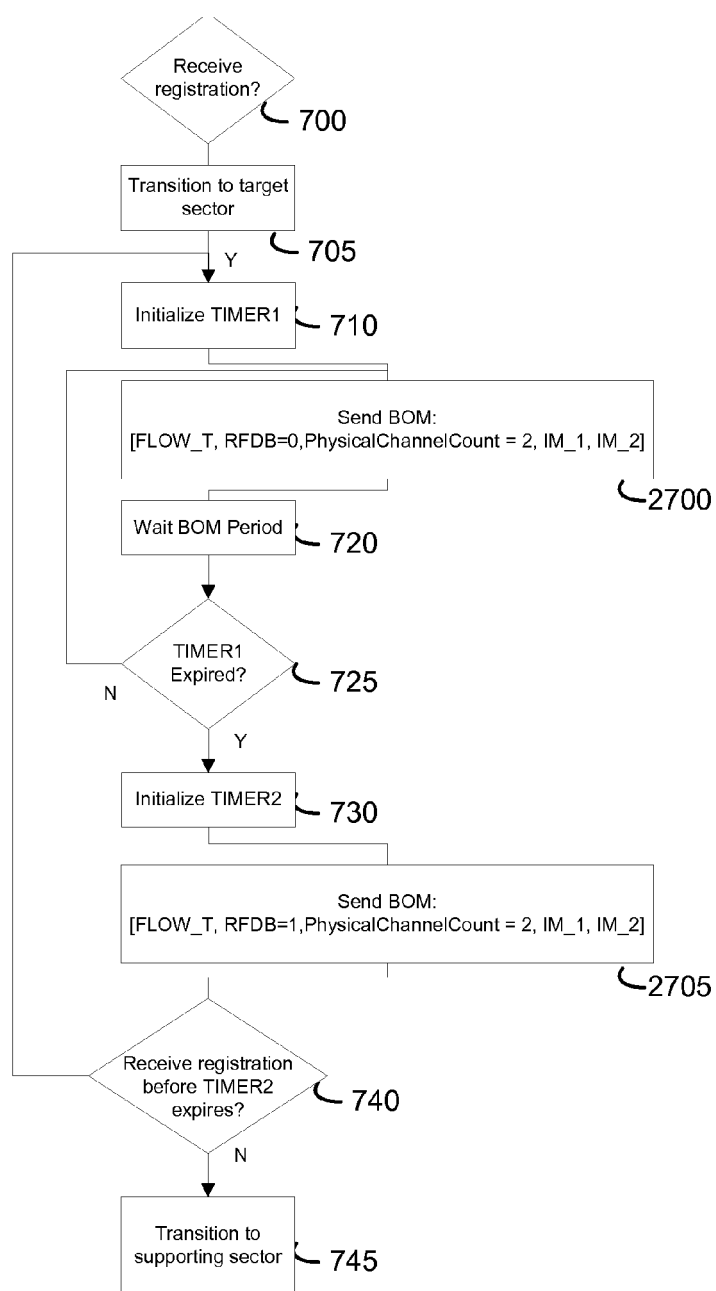 Receive
registration?
700
Transition to target
sector
705
Y
Initialize TIMER1
710
Send BOM:
[FLOW_T, RFDB=0,PhysicalChannelCount = 2, IM_1, IM_2]
2700
Wait BOM Period
720
TIMER1
Expired?
725
N
Y
Initialize TIMER2
730
Send BOM:
[FLOW_T, RFDB=1,PhysicalChannelCount = 2, IM_1, IM_2]
2705
Receive registration
before TIMER2
expires?
740
N
Transition to
supporting sector
745